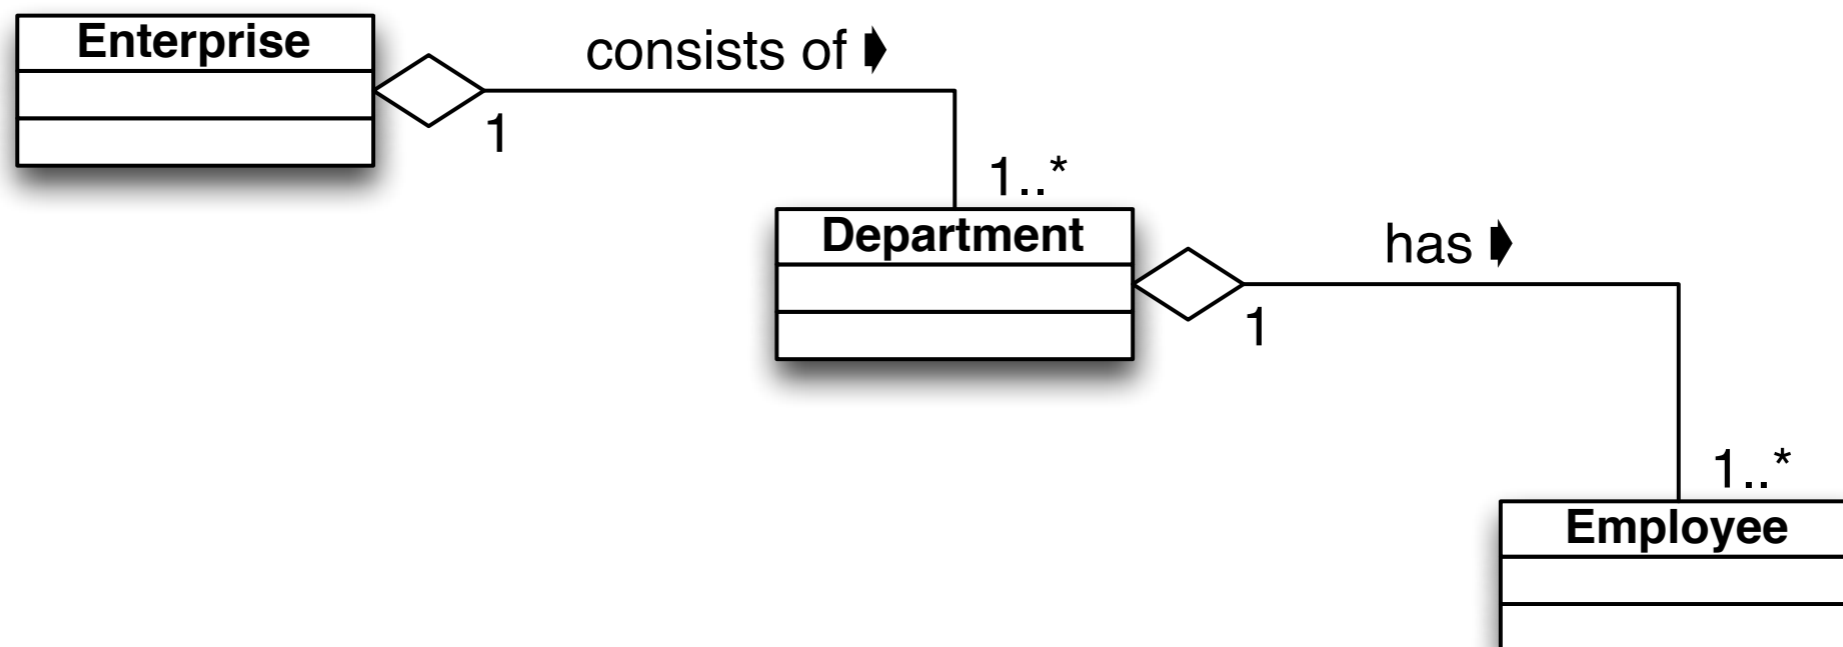 Enterprise
consists of
1
1..*
Department
has
1
1..*
Employee